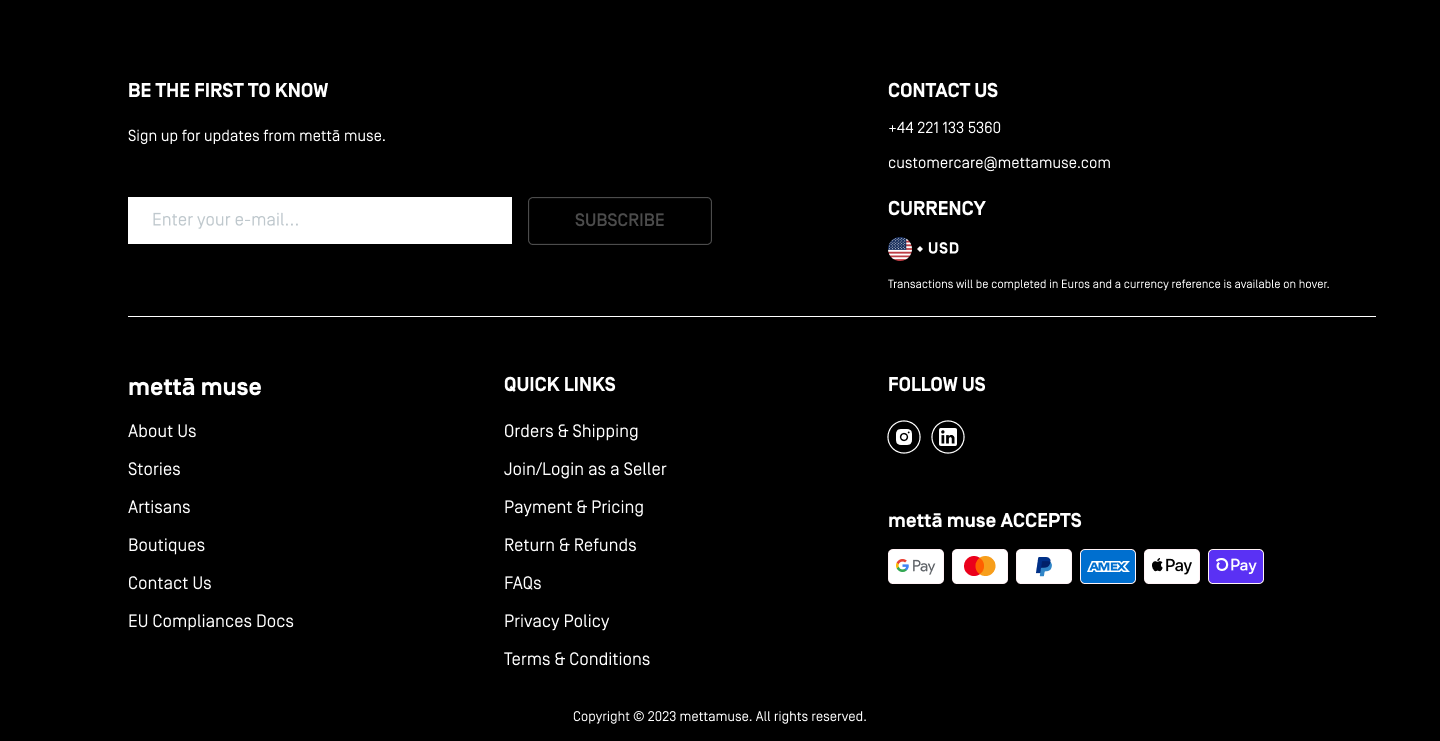 BE THE FIRST TO KNOW
Sign up for updates from mettā muse.
Enter your e-mail...
SUBSCRIBE
CONTACT US
+44 221 133 5360
customercare@mettamuse.com
CURRENCY
USD
Transactions will be completed in Euros and a currency reference is available on hover.
mettā muse
About Us
Stories
Artisans
Boutiques
Contact Us
EU Compliances Docs
QUICK LINKS
Orders & Shipping
Join/Login as a Seller
Payment & Pricing
Return & Refunds
FAQs
Privacy Policy
Terms & Conditions
FOLLOW US
in
mettā muse ACCEPTS
G Pay
AMEX
Pay
Pay
Copyright © 2023 mettamuse. All rights reserved.